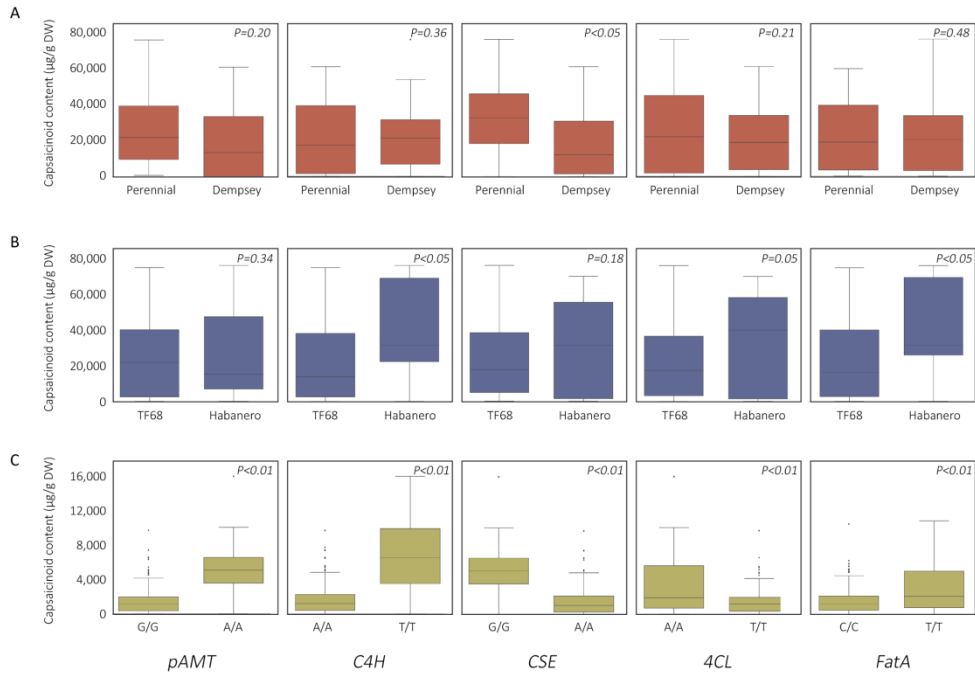 A
Capsaicinoid content (µg/g DW)
80,000
60,000
40,000
20,000
0
P=0.20
P=0.36
P<0.05
P=0.21
P=0.48
Perennial Dempsey Perennial Dempsey Perennial Dempsey Perennial Dempsey Perennial Dempsey
B
Capsaicinoid content (µg/g DW)
80,000
60,000
40,000
20,000
0
P=0.34
P<0.05
P=0.18
P=0.05
P<0.05
TF68 Habanero TF68 Habanero TF68 Habanero TF68 Habanero TF68 Habanero
C
Capsaicinoid content (µg/g DW)
16,000
12,000
8,000
4,000
0
P<0.01
P<0.01
P<0.01
P<0.01
P<0.01
G/G A/A A/A T/T G/G A/A A/A T/T C/C T/T
pAMT C4H CSE 4CL FatA